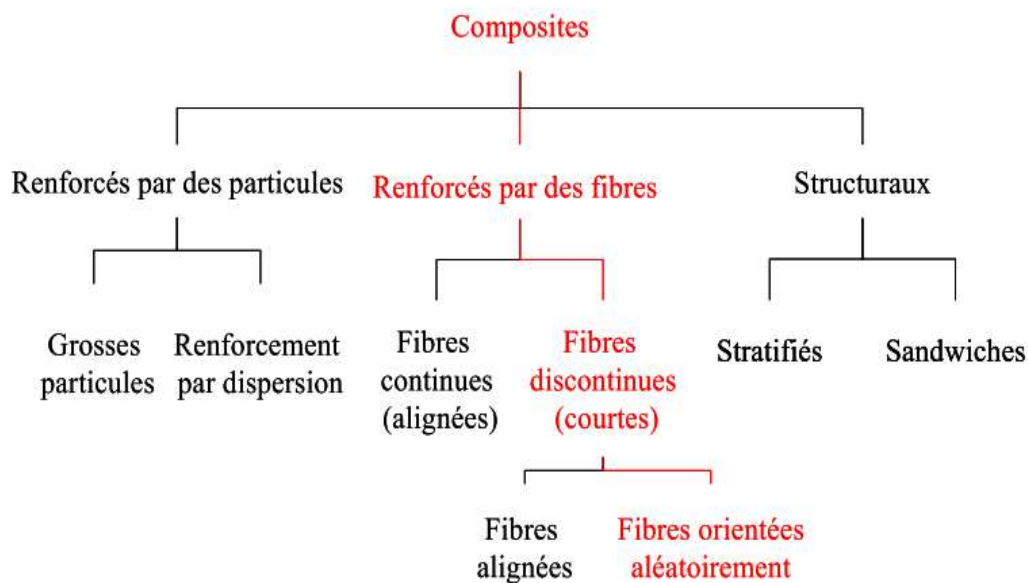 Composites
Renforcés par des particules
Renforcés par des fibres
Structuraux
Grosses
particules
Renforcement
par dispersion
Fibres
continues
(alignées)
Fibres
discontinues
(courtes)
Stratifiés
Sandwiches
Fibres
alignées
Fibres orientées
aléatoirement